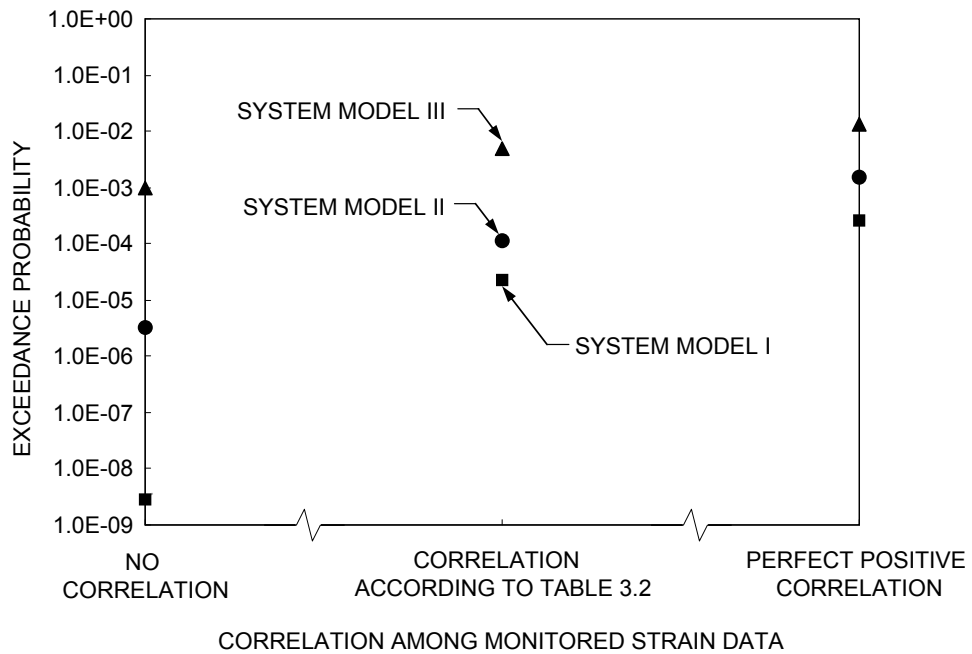 1.0E+00
1.0E-01
1.0E-02
1.0E-03
1.0E-04
1.0E-05
1.0E-06
1.0E-07
1.0E-08
1.0E-09
EXCEEDANCE PROBABILITY
SYSTEM MODEL III
SYSTEM MODEL II
SYSTEM MODEL I
NO
CORRELATION
CORRELATION
ACCORDING TO TABLE 3.2
PERFECT POSITIVE
CORRELATION
CORRELATION AMONG MONITORED STRAIN DATA